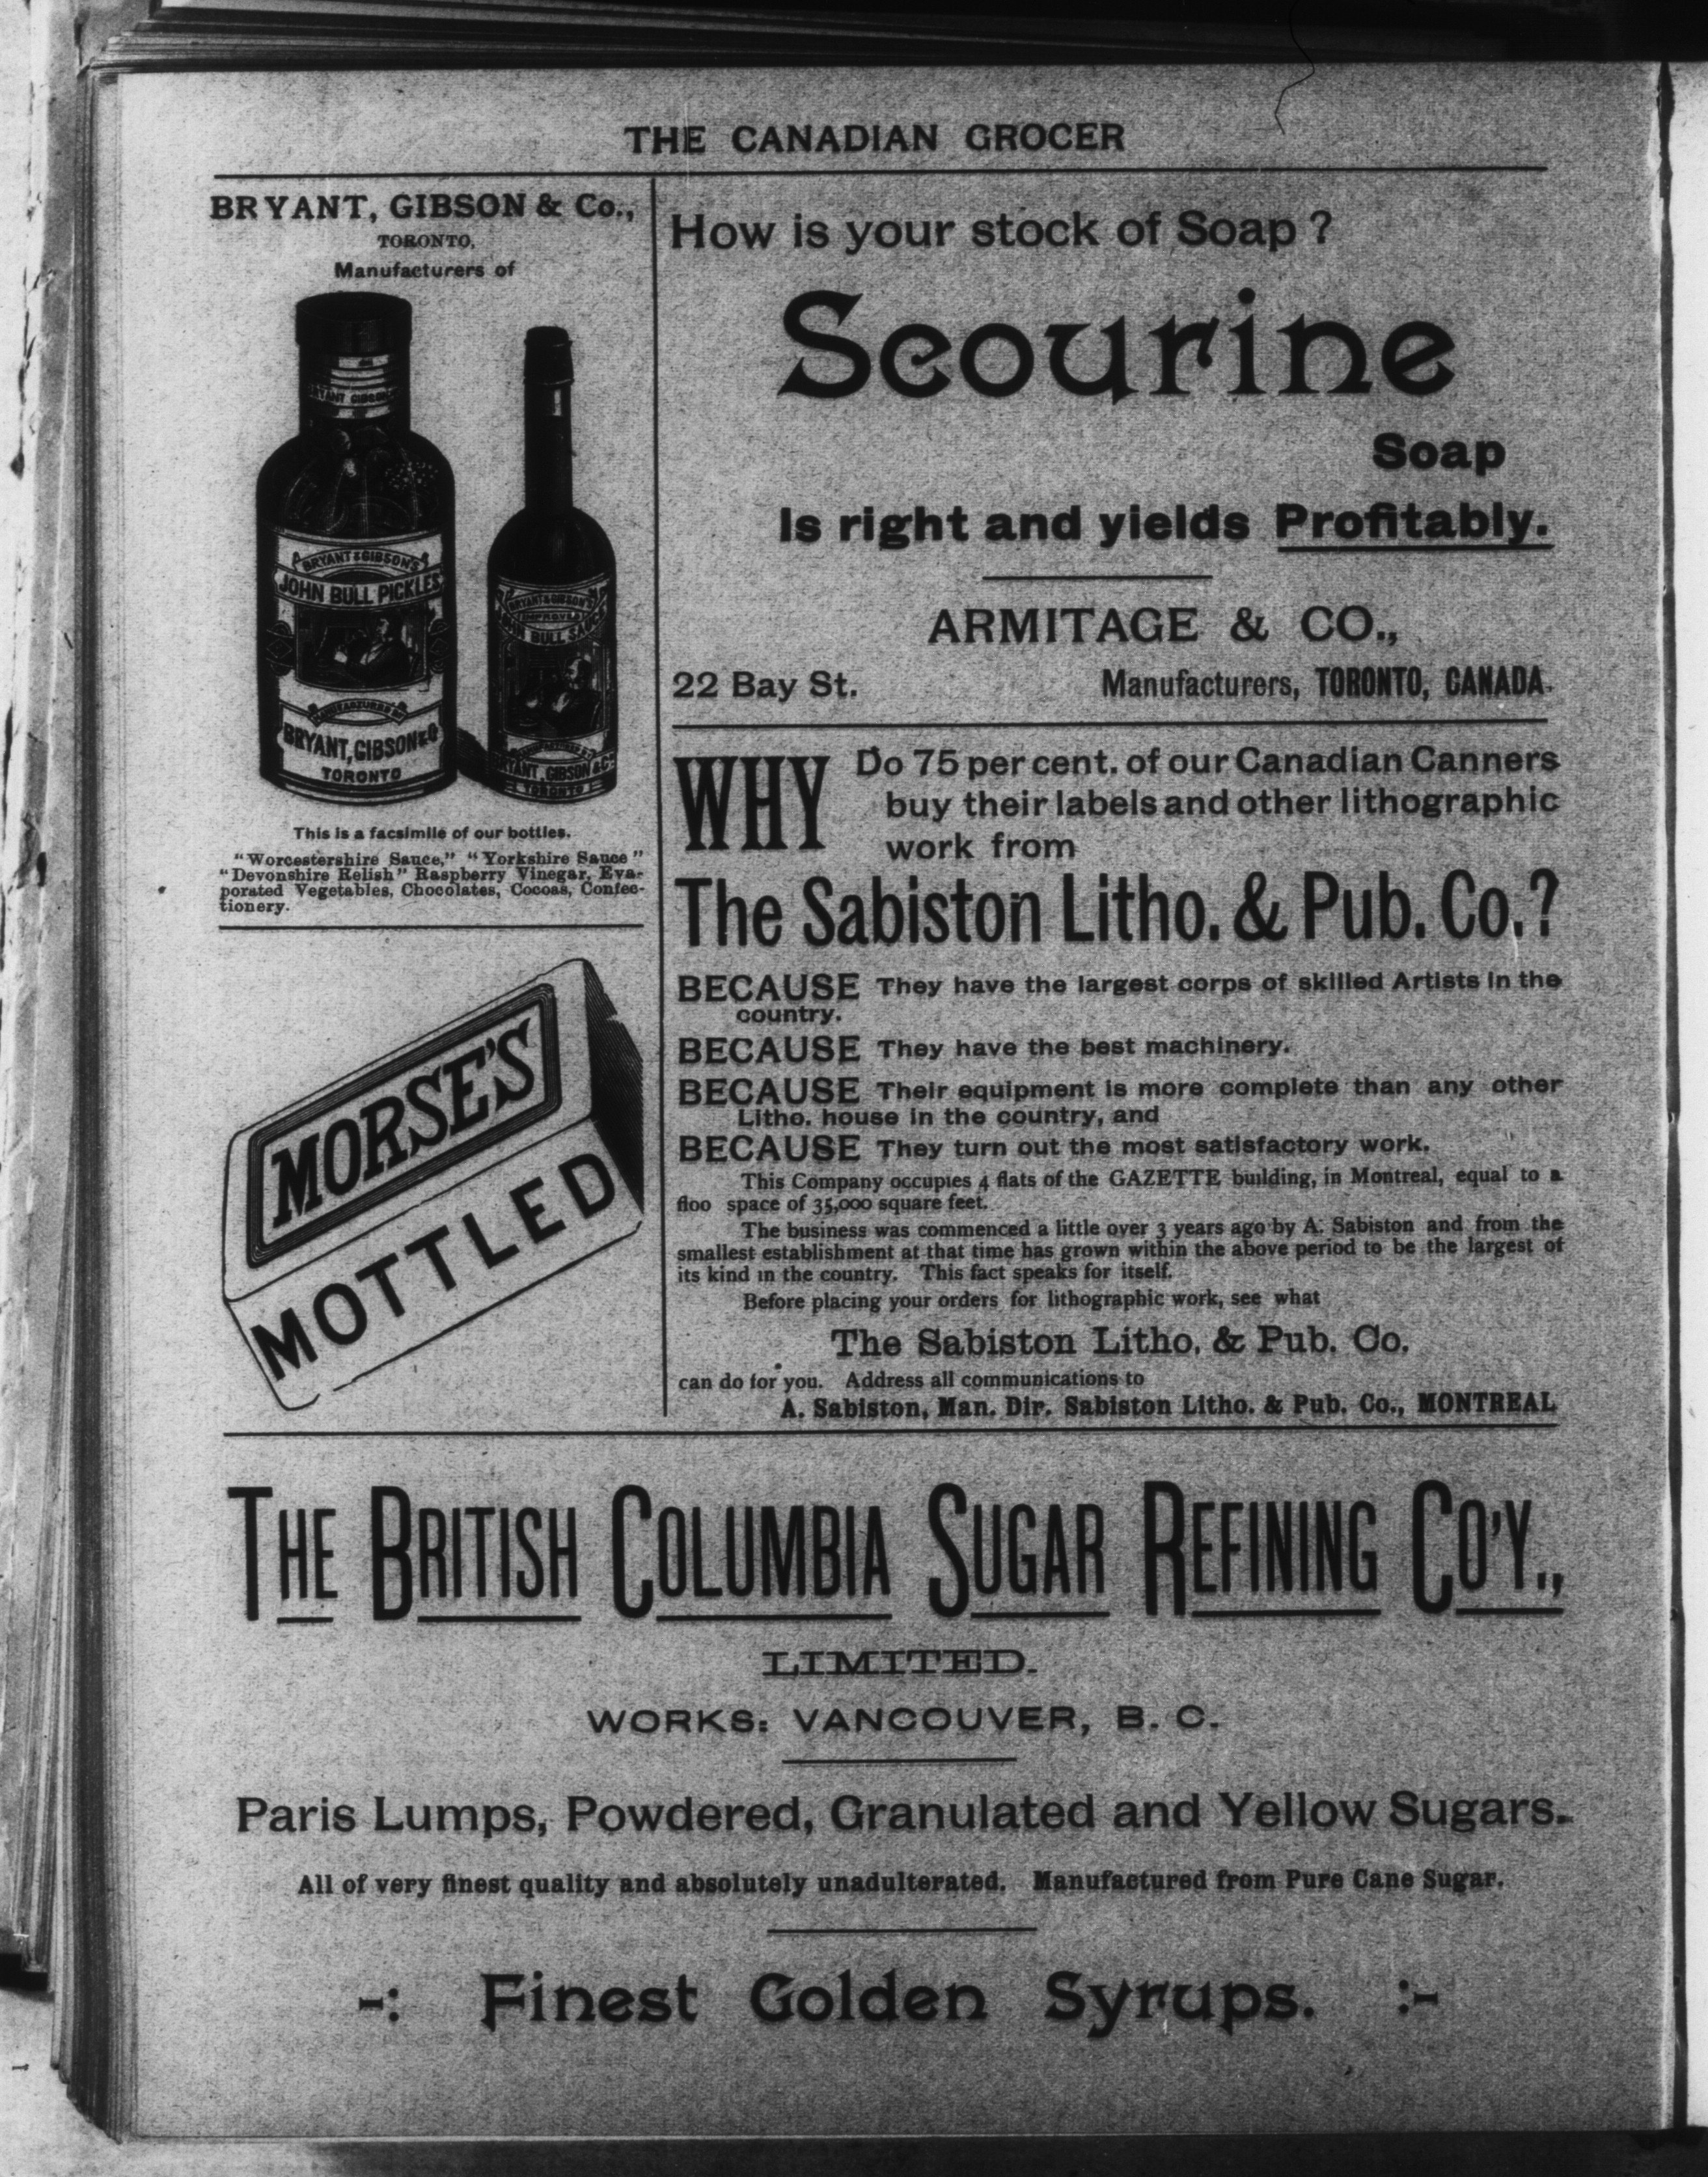 THE CANADIAN GROCER
BRYANT, GIBSON & Co.,
TORONTO,
Manufacturers of
BRYANT GIBSON
BRYANT & GIBSON'S
JOHN BULL PICKLES
MANUFACTURED BY
BRYANT, GIBSON & Co
TORONTO
BRYANT & GIBSON'S
IMPROVED
JOHN BULL SAUCE
MANUFACTURED BY
BRYANT, GIBSON & Co
TORONTO
This is a facsimile of our bottles.
"Worcestershire Sauce," "Yorkshire Sauce"
"Devonshire Relish" Raspberry Vinegar, Eva-
porated Vegetables, Chocolates, Cocoas, Confec-
tionery.
MORSE'S
MOTTLED
How is your stock of Soap ?
Scourine
Soap
Is right and yields Profitably.
ARMITAGE & CO.,
22 Bay St. Manufacturers, TORONTO, CANADA.
WHY Do 75 per cent. of our Canadian Canners
buy their labels and other lithographic
work from
The Sabiston Litho. & Pub. Co.?
BECAUSE They have the largest corps of skilled Artists in the
country.
BECAUSE They have the best machinery.
BECAUSE Their equipment is more complete than any other
Litho. house in the country, and
BECAUSE They turn out the most satisfactory work.
This Company occupies 4 flats of the GAZETTE building, in Montreal, equal to a
floo space of 35,000 square feet.
The business was commenced a little over 3 years ago by A. Sabiston and from the
smallest establishment at that time has grown within the above period to be the largest of
its kind in the country. This fact speaks for itself.
Before placing your orders for lithographic work, see what
The Sabiston Litho. & Pub. Co.
can do for you. Address all communications to
A. Sabiston, Man. Dir. Sabiston Litho. & Pub. Co., MONTREAL
THE BRITISH COLUMBIA SUGAR REFINING CO'Y.,
LIMITED.
WORKS: VANCOUVER, B. C.
Paris Lumps, Powdered, Granulated and Yellow Sugars.
All of very finest quality and absolutely unadulterated. Manufactured from Pure Cane Sugar.
-: Finest Golden Syrups. :-